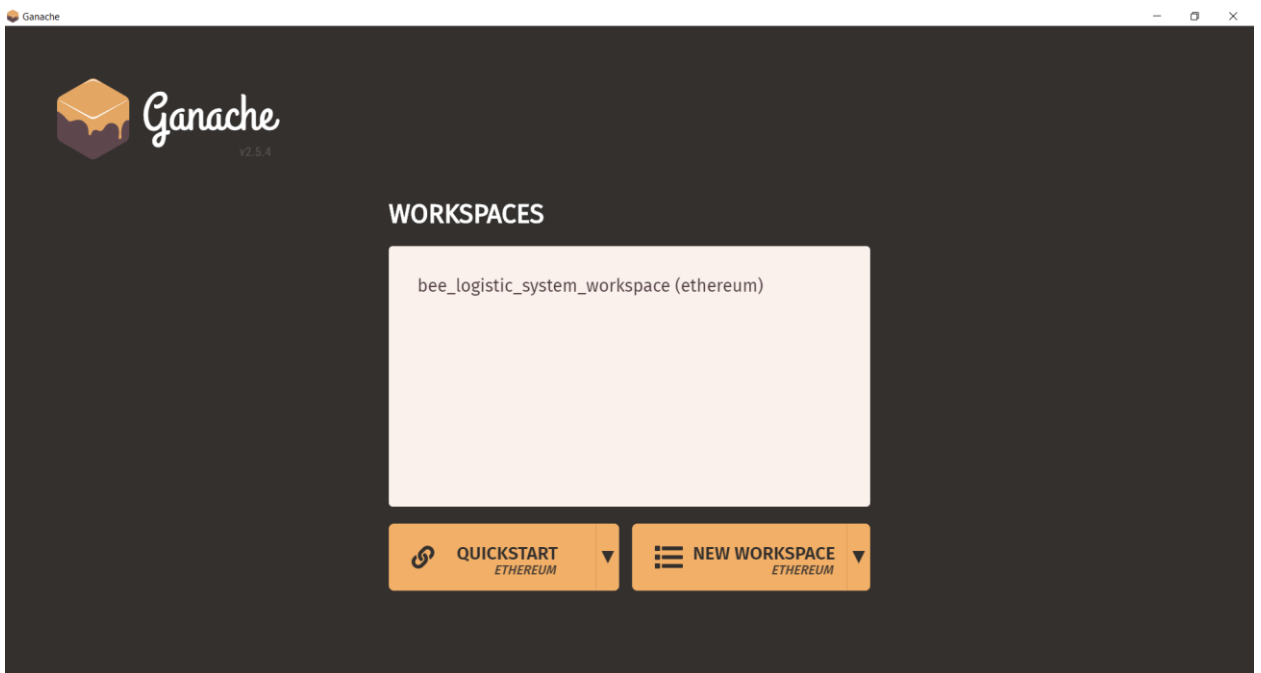 Ganache
Ganache
v2.5.4
WORKSPACES
bee_logistic_system_workspace (ethereum)
QUICKSTART
ETHEREUM
NEW WORKSPACE
ETHEREUM